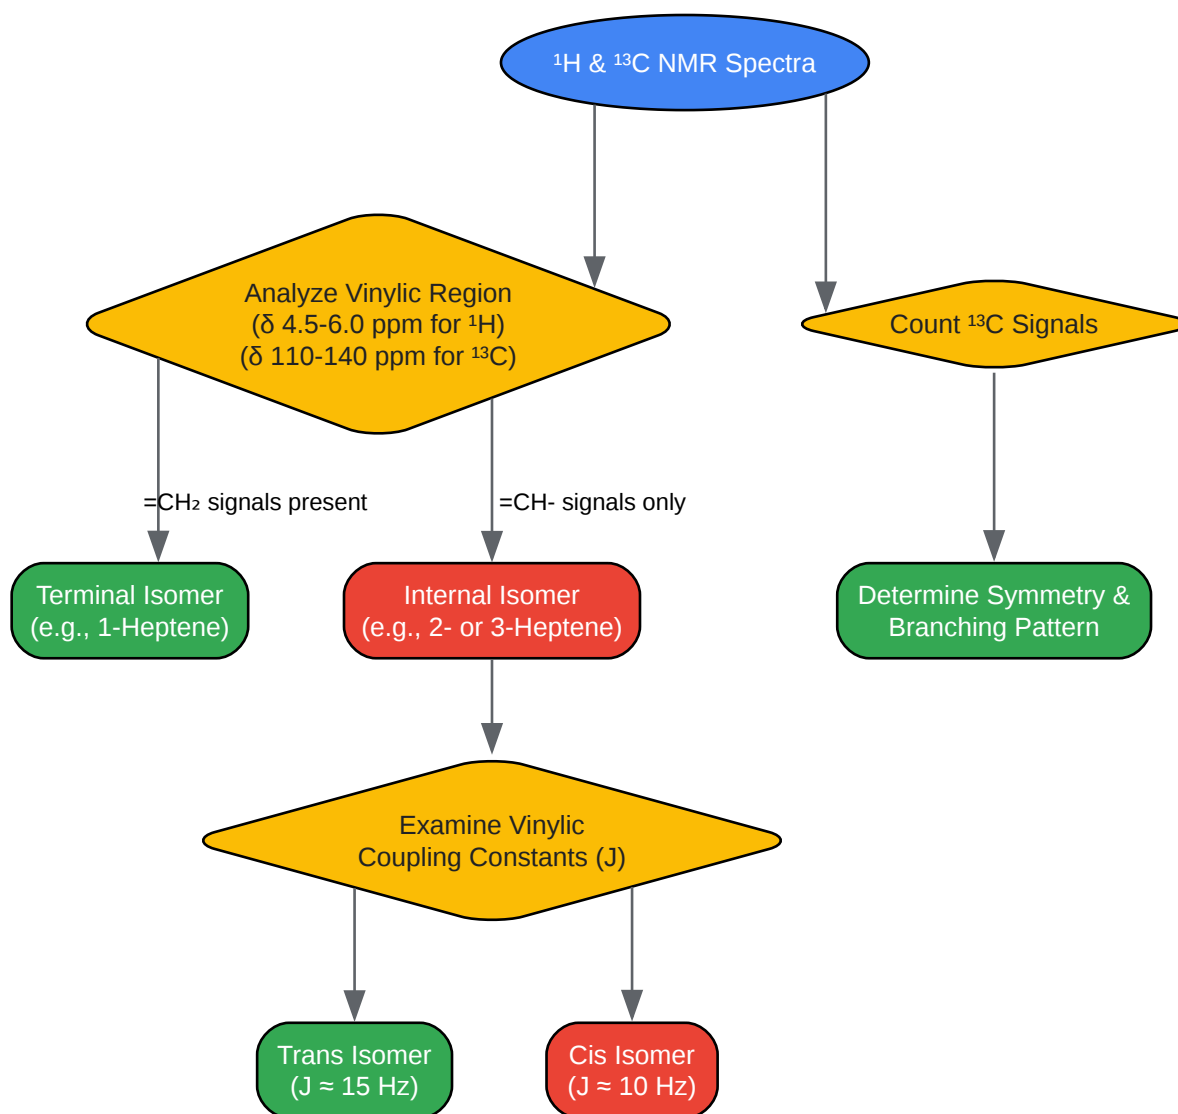 ¹H & ¹³C NMR Spectra
Analyze Vinylic Region
(δ 4.5-6.0 ppm for ¹H)
(δ 110-140 ppm for ¹³C)
Count ¹³C Signals
=CH₂ signals present
=CH- signals only
Terminal Isomer
(e.g., 1-Heptene)
Internal Isomer
(e.g., 2- or 3-Heptene)
Determine Symmetry &
Branching Pattern
Examine Vinylic
Coupling Constants (J)
Trans Isomer
(J ≈ 15 Hz)
Cis Isomer
(J ≈ 10 Hz)